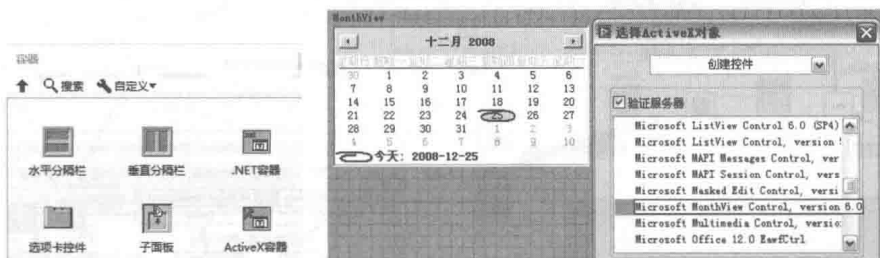 容器
搜索
自定义▼
水平分隔栏
垂直分隔栏
.NET容器
选项卡控件
子面板
ActiveX容器
MonthView
十二月 2008
30 1 2 3 4 5 6
7 8 9 10 11 12 13
14 15 16 17 18 19 20
21 22 23 24 25 26 27
28 29 30 31 1 2 3
4 5 6 7 8 9 10
今天: 2008-12-25
选择ActiveX对象
创建控件
验证服务器
Microsoft ListView Control 6.0 (SP4)
Microsoft ListView Control, version
Microsoft MAPI Messages Control, ver
Microsoft MAPI Session Control, vers
Microsoft Masked Edit Control, versi
Microsoft MonthView Control, version 6.0
Microsoft Multimedia Control, versio
Microsoft Office 12.0 EawfCtrl